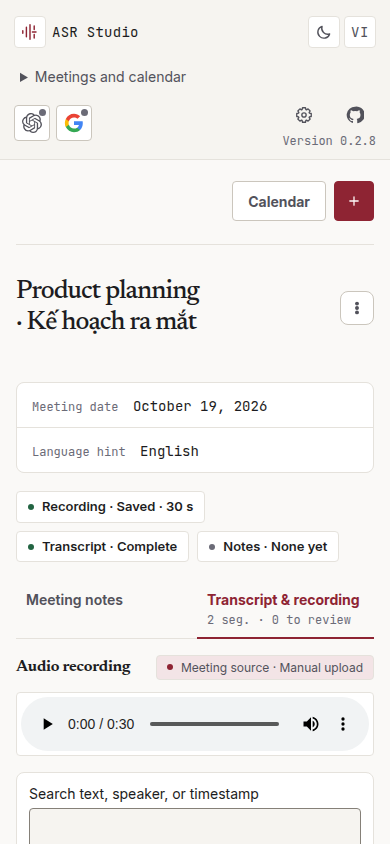 ASR Studio
VI
Meetings and calendar
Version 0.2.8
Calendar
+
Product planning
· Kế hoạch ra mắt
Meeting date October 19, 2026
Language hint English
Recording · Saved · 30 s
Transcript · Complete
Notes · None yet
Meeting notes
Transcript & recording
2 seg. · 0 to review
Audio recording
Meeting source · Manual upload
0:00 / 0:30
Search text, speaker, or timestamp